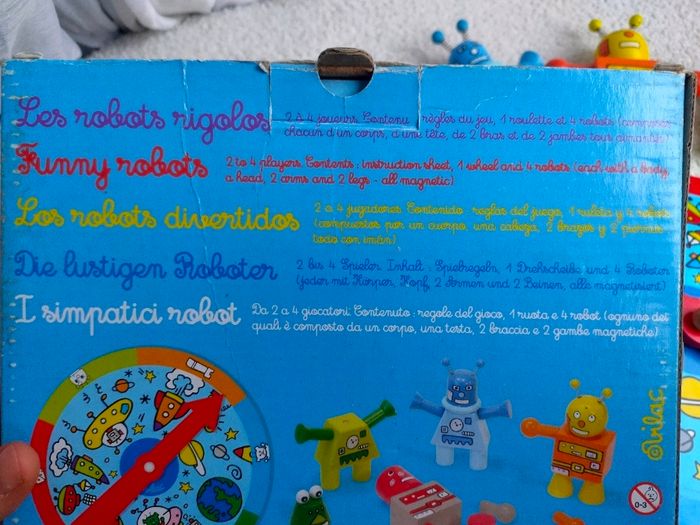 Les robots rigolos
2 à 4 joueurs Contenu : règles du jeu, 1 roulette et 4 robots (composés
chacun d'un corps, d'une tête, de 2 bras et de 2 jambes tous aimantés)
Funny robots
2 to 4 players Contents : instruction sheet, 1 wheel and 4 robots (each with a body,
a head, 2 arms and 2 legs - all magnetic)
Los robots divertidos
2 a 4 jugadores Contenido : reglas del juego, 1 ruleta y 4 robots
(compuestos por un cuerpo, una cabeza, 2 brazos y 2 piernas
todo con imán)
Die lustigen Roboter
2 bis 4 Spieler Inhalt : Spielregeln, 1 Drehscheibe und 4 Roboter
(jeder mit Körper, Kopf, 2 Armen und 2 Beinen, alle magnetisiert)
I simpatici robot
Da 2 a 4 giocatori Contenuto : regole del gioco, 1 ruota e 4 robot (ognuno dei
quali è composto da un corpo, una testa, 2 braccia e 2 gambe magnetiche)
Vilac
0-3